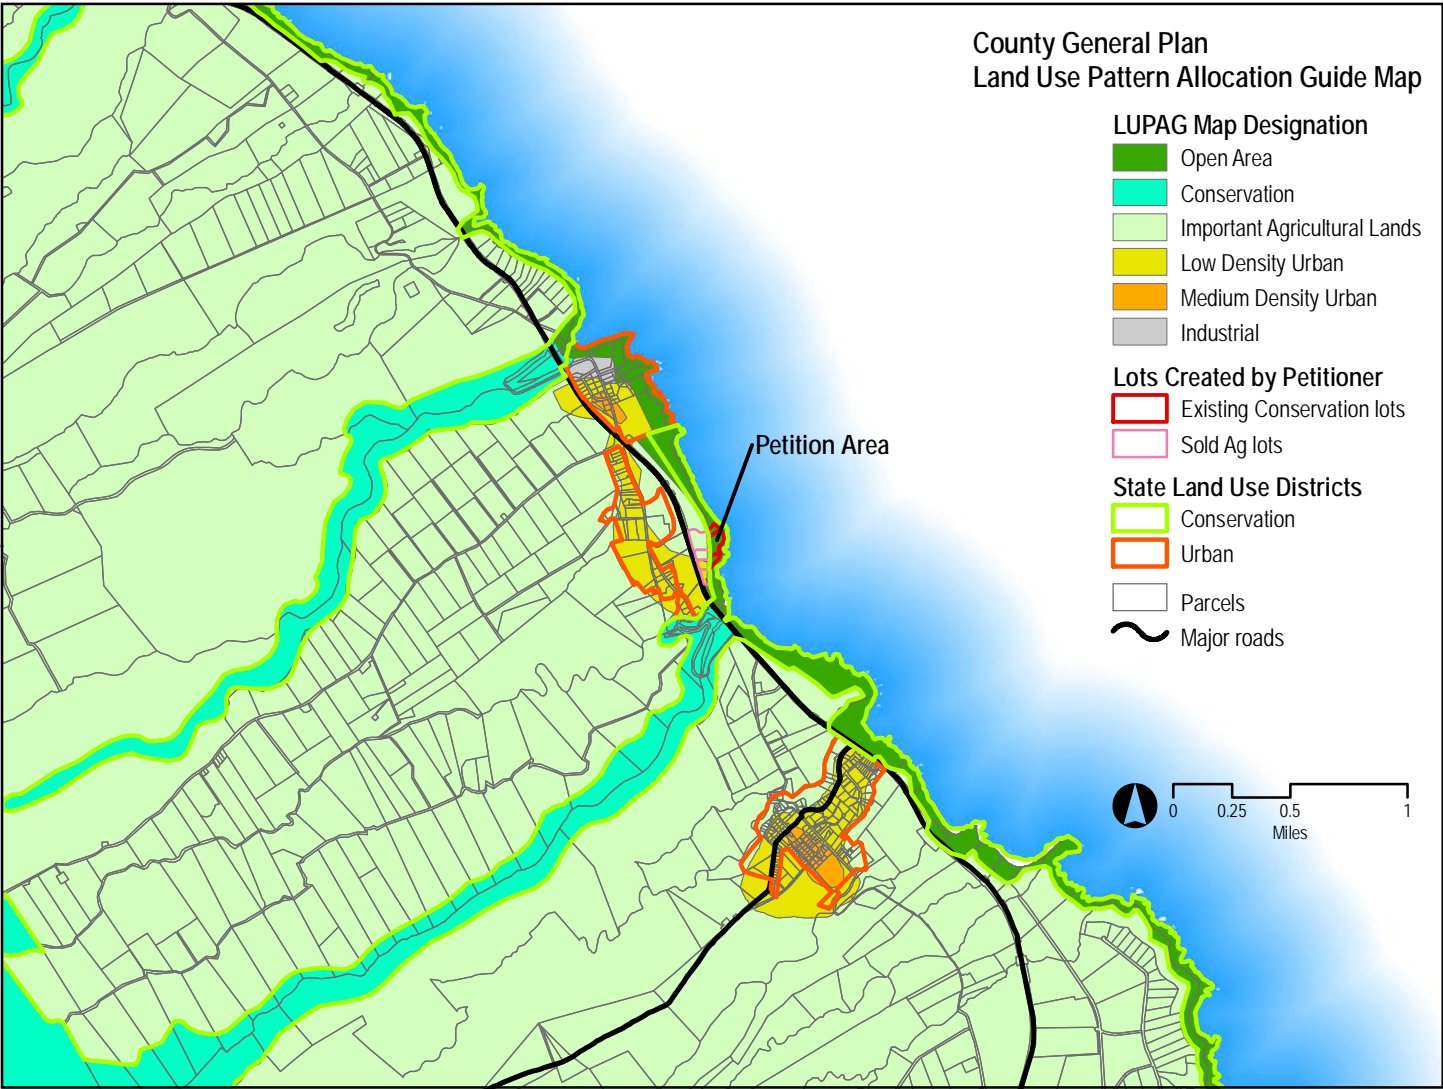 County General Plan
Land Use Pattern Allocation Guide Map
LUPAG Map Designation
Open Area
Conservation
Important Agricultural Lands
Low Density Urban
Medium Density Urban
Industrial
Lots Created by Petitioner
Existing Conservation lots
Sold Ag lots
State Land Use Districts
Conservation
Urban
Parcels
Major roads
Petition Area
0 0.25 0.5 1
Miles